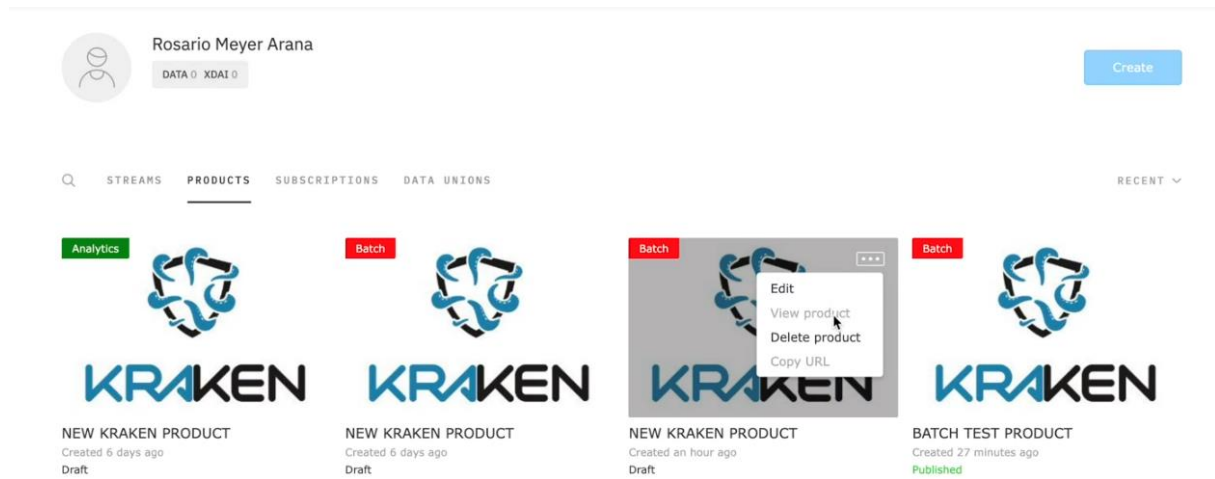 Rosario Meyer Arana
DATA 0 XDAI 0
Create
STREAMS PRODUCTS SUBSCRIPTIONS DATA UNIONS
RECENT
Analytics
KRAKEN
NEW KRAKEN PRODUCT
Created 6 days ago
Draft
Batch
KRAKEN
NEW KRAKEN PRODUCT
Created 6 days ago
Draft
Batch
Edit
View product
Delete product
Copy URL
KRAKEN
NEW KRAKEN PRODUCT
Created an hour ago
Draft
Batch
KRAKEN
BATCH TEST PRODUCT
Created 27 minutes ago
Published